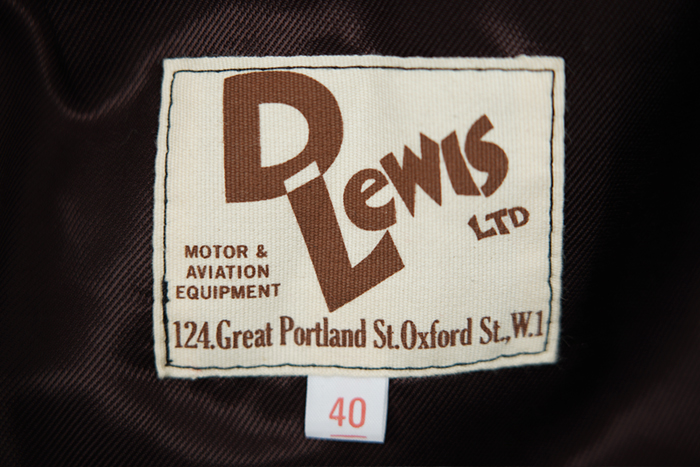 D Lewis
LTD
MOTOR &
AVIATION
EQUIPMENT
124.Great Portland St.Oxford St.,W.1
40